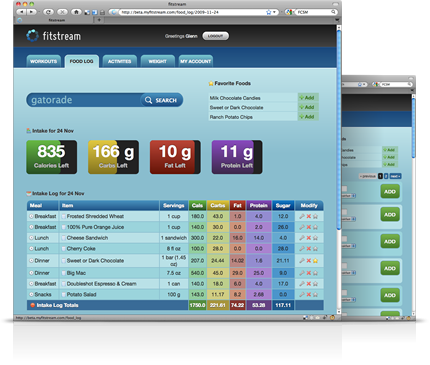 fitstream
http://beta.myfitstream.com/food_log/2009-11-24
FCSM
fitstream
fitstream
Greetings Glenn
LOGOUT
WORKOUTS
FOOD LOG
ACTIVITIES
WEIGHT
MY ACCOUNT
gatorade
SEARCH
Favorite Foods
Milk Chocolate Candies Add
Sweet or Dark Chocolate Add
Ranch Potato Chips Add
Intake for 24 Nov
835 Calories Left
166 g Carbs Left
10 g Fat Left
11 g Protein Left
Intake Log for 24 Nov
Meal Item Servings Cals Carbs Fat Protein Sugar Modify
Breakfast Frosted Shredded Wheat 1 cup 180.0 43.0 1.0 4.0 12.0
Breakfast 100% Pure Orange Juice 1 cup 140.0 30.0 0.0 2.0 26.0
Lunch Cheese Sandwich 1 sandwich 300.0 22.0 16.0 14.0 4.0
Lunch Cherry Coke 8 fl oz 100.0 28.0 0.0 0.0 28.0
Dinner Sweet or Dark Chocolate 1 bar (1.45 oz) 207.0 24.44 14.02 1.6 21.11
Dinner Big Mac 7.5 oz 540.0 45.0 29.0 25.0 9.0
Breakfast Doubleshot Espresso & Cream 1 can 140.0 18.0 6.0 4.0 17.0
Snacks Potato Salad 100 g 143.0 11.17 8.2 2.68 0.0
Intake Log Totals 1750.0 221.61 74.22 53.28 117.11
http://beta.myfitstream.com/food_log
Add
Add
Add
« previous 1 2 next »
ADD
ADD
ADD
ADD
ADD